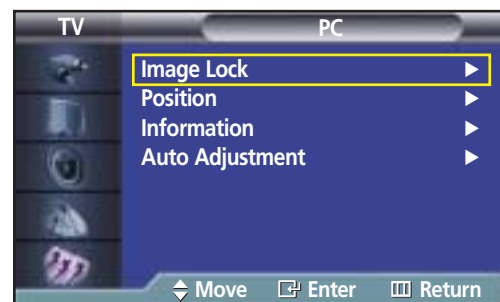 TV PC
Image Lock
Position
Information
Auto Adjustment
Move Enter Return